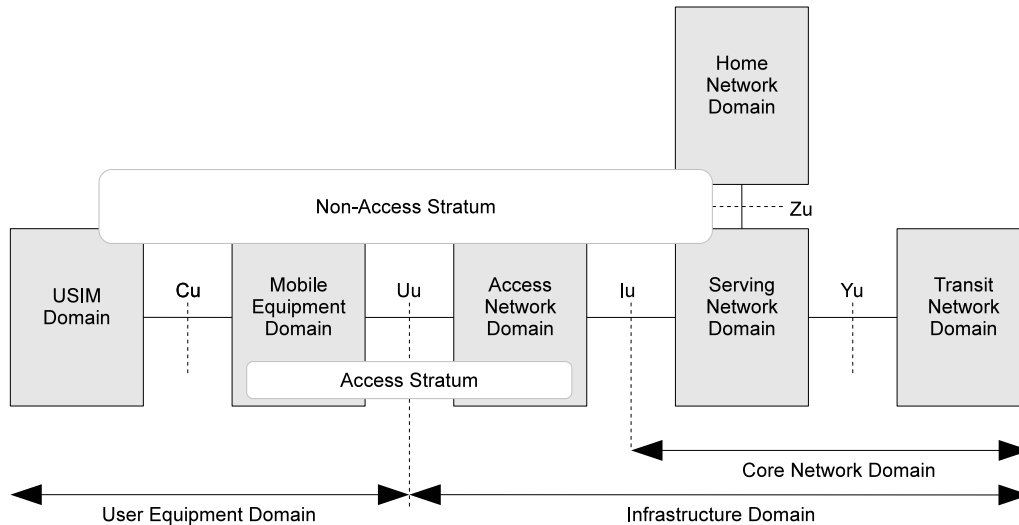 Home
Network
Domain
Non-Access Stratum
Zu
USIM
Domain
Cu
Mobile
Equipment
Domain
Uu
Access
Network
Domain
Iu
Serving
Network
Domain
Yu
Transit
Network
Domain
Access Stratum
Core Network Domain
User Equipment Domain
Infrastructure Domain